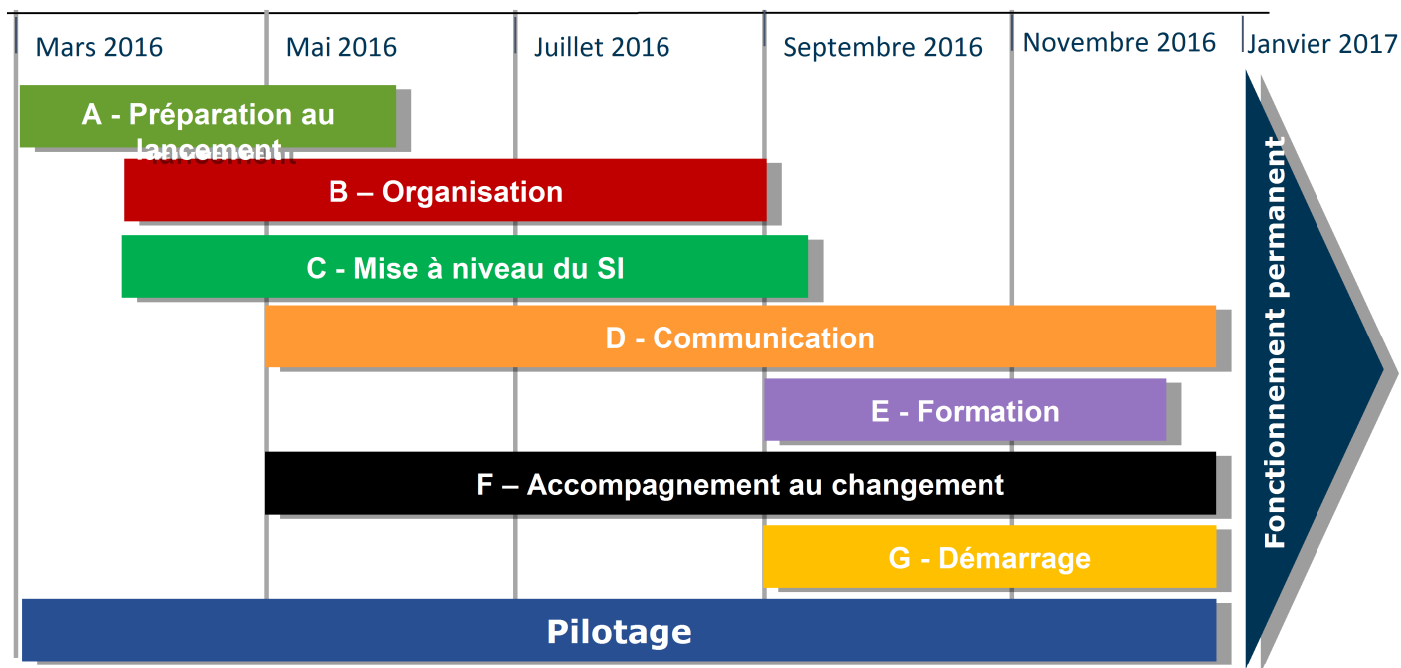 Mars 2016
Mai 2016
Juillet 2016
Septembre 2016
Novembre 2016
Janvier 2017
A - Préparation au
lancement
B – Organisation
C - Mise à niveau du SI
D - Communication
E - Formation
F – Accompagnement au changement
G - Démarrage
Pilotage
Fonctionnement permanent